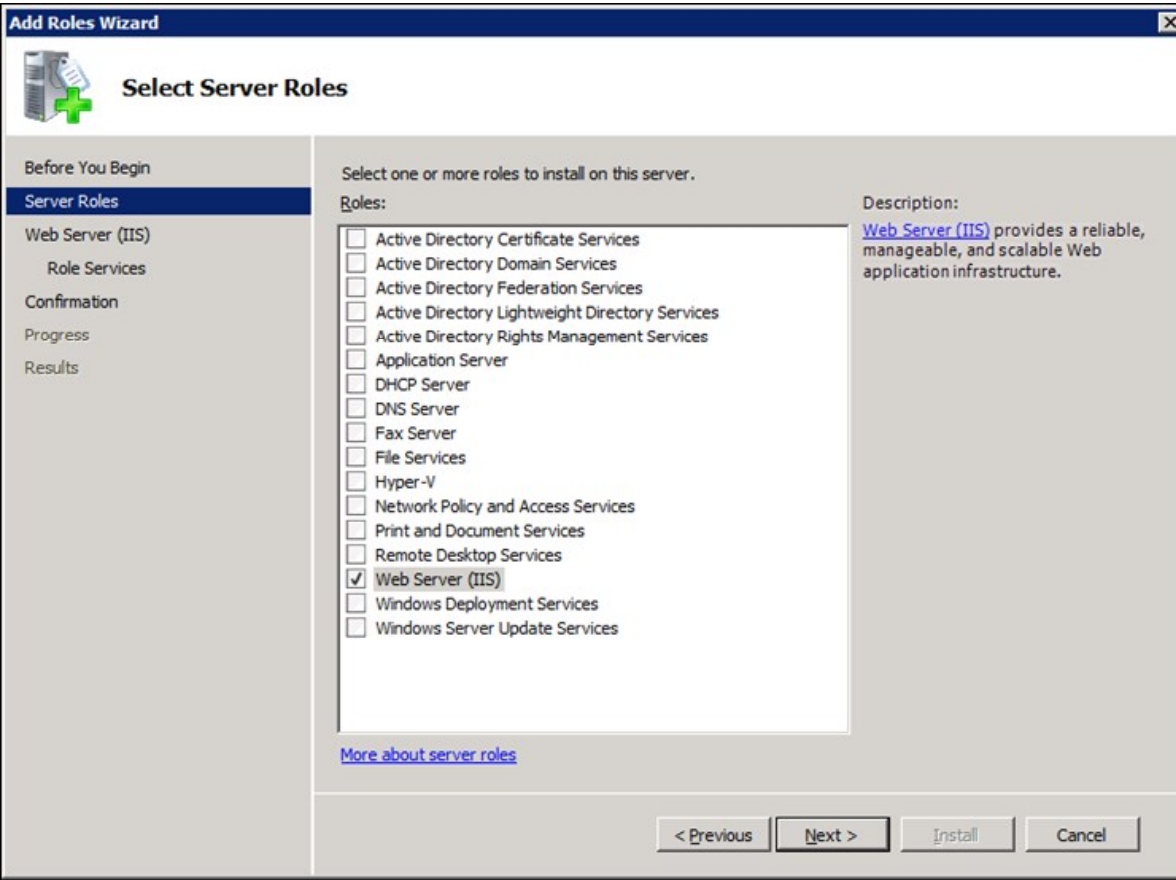 Add Roles Wizard
Select Server Roles
Before You Begin
Server Roles
Web Server (IIS)
Role Services
Confirmation
Progress
Results
Select one or more roles to install on this server.
Roles:
Active Directory Certificate Services
Active Directory Domain Services
Active Directory Federation Services
Active Directory Lightweight Directory Services
Active Directory Rights Management Services
Application Server
DHCP Server
DNS Server
Fax Server
File Services
Hyper-V
Network Policy and Access Services
Print and Document Services
Remote Desktop Services
Web Server (IIS)
Windows Deployment Services
Windows Server Update Services
More about server roles
Description:
Web Server (IIS) provides a reliable,
manageable, and scalable Web
application infrastructure.
< Previous
Next >
Install
Cancel